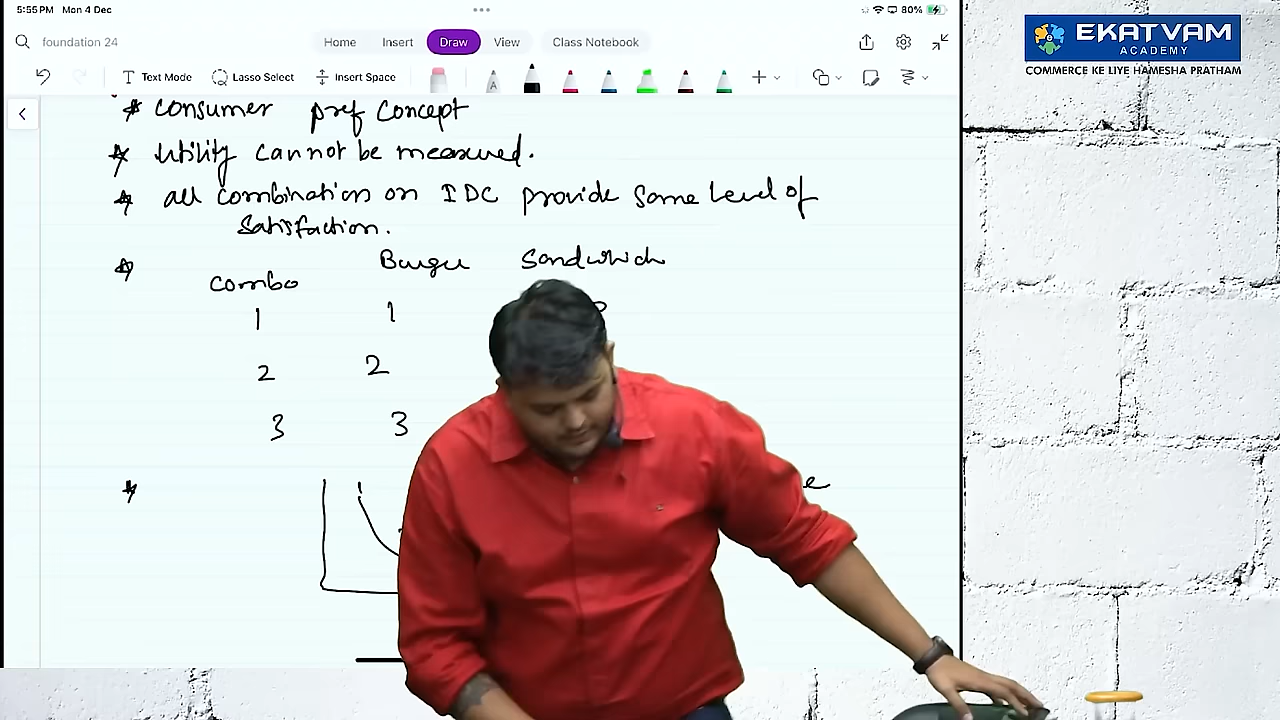 5:55 PM Mon 4 Dec
80%
foundation 24
Home Insert Draw View Class Notebook
Text Mode Lasso Select Insert Space
EKATVAM
ACADEMY
COMMERCE KE LIYE HAMESHA PRATHAM
* Consumer pref Concept
* Utility cannot be measured.
* all combination on IDC provide same level of
satisfaction.
* Combo Burger Sandwhich
1 1
2 2
3 3
*